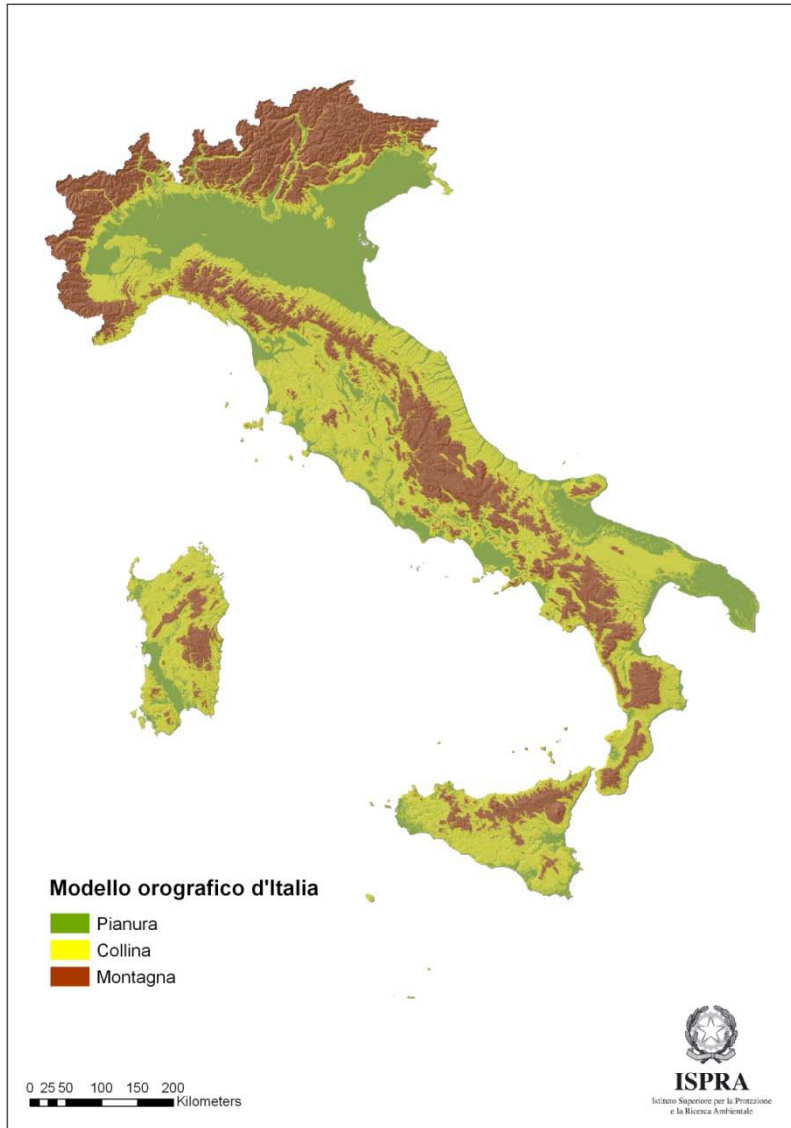 Modello orografico d'Italia
Pianura
Collina
Montagna
0 25 50 100 150 200
Kilometers
ISPRA
Istituto Superiore per la Protezione
e la Ricerca Ambientale